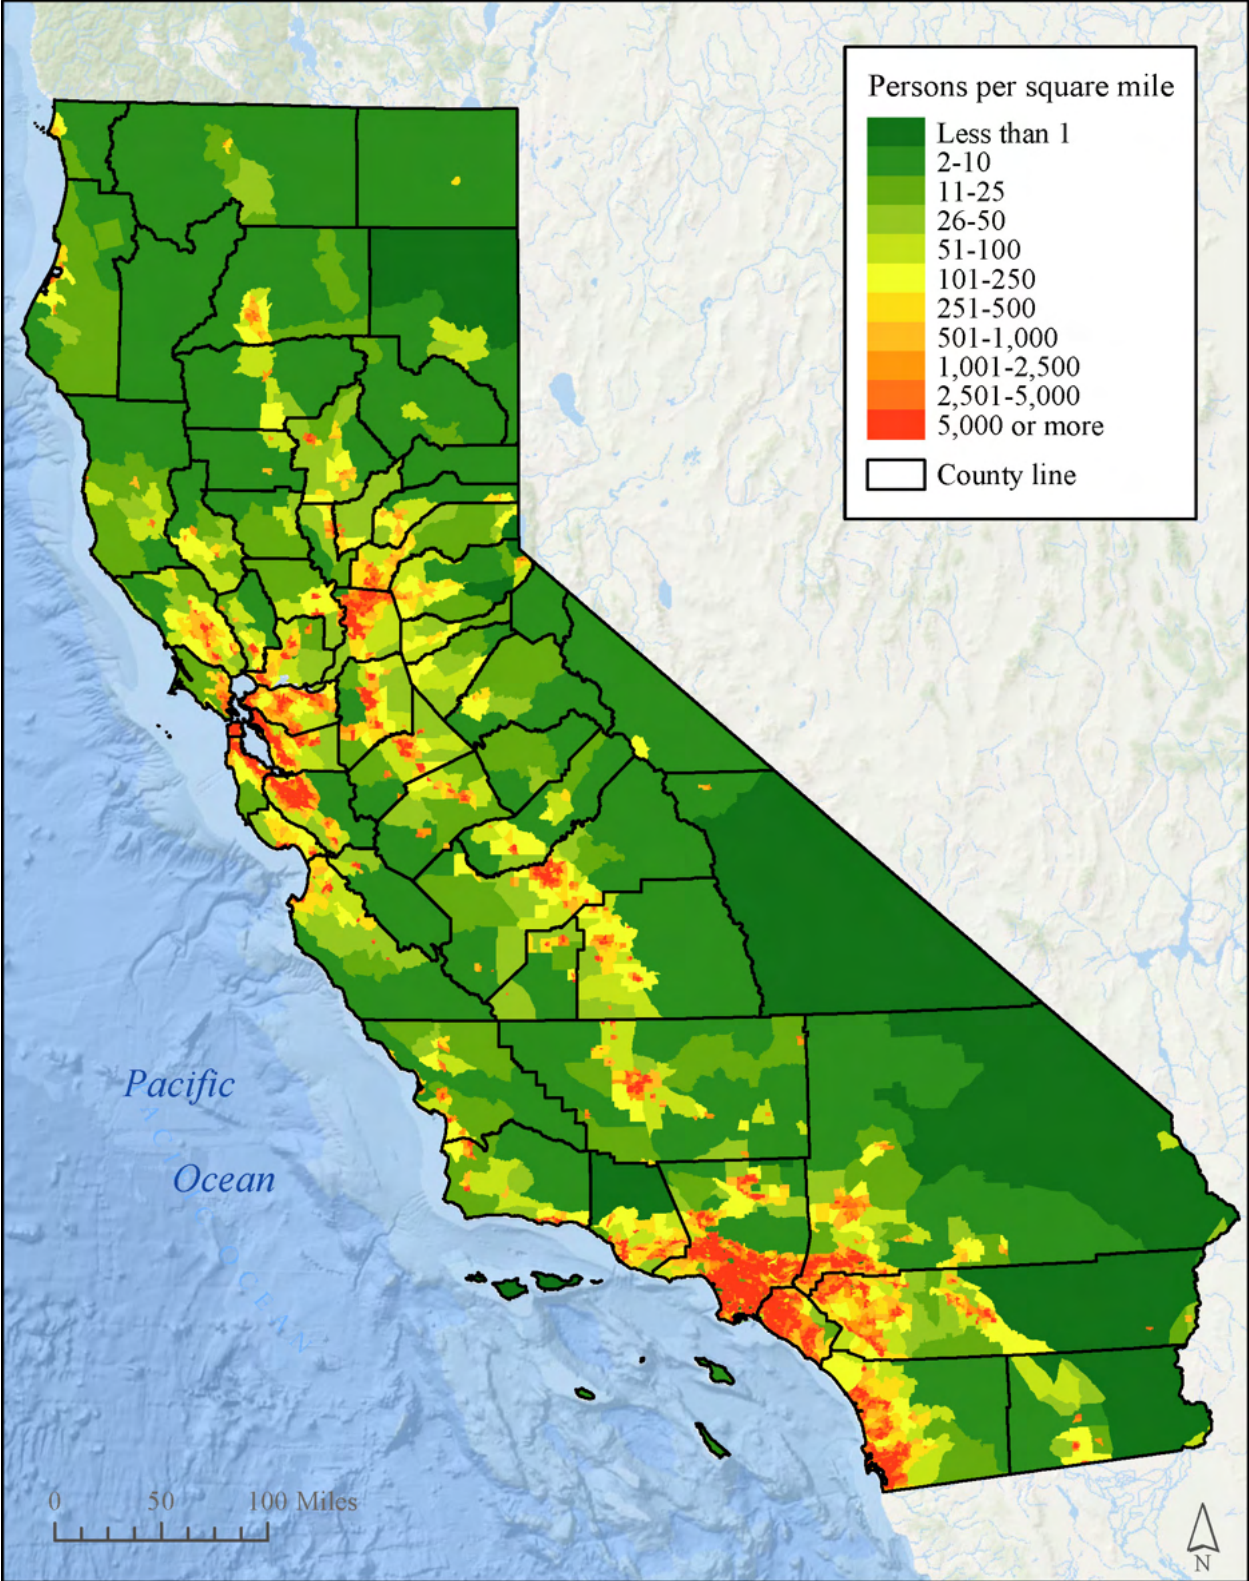 Persons per square mile
Less than 1
2-10
11-25
26-50
51-100
101-250
251-500
501-1,000
1,001-2,500
2,501-5,000
5,000 or more
County line
Pacific
Ocean
0 50 100 Miles
N